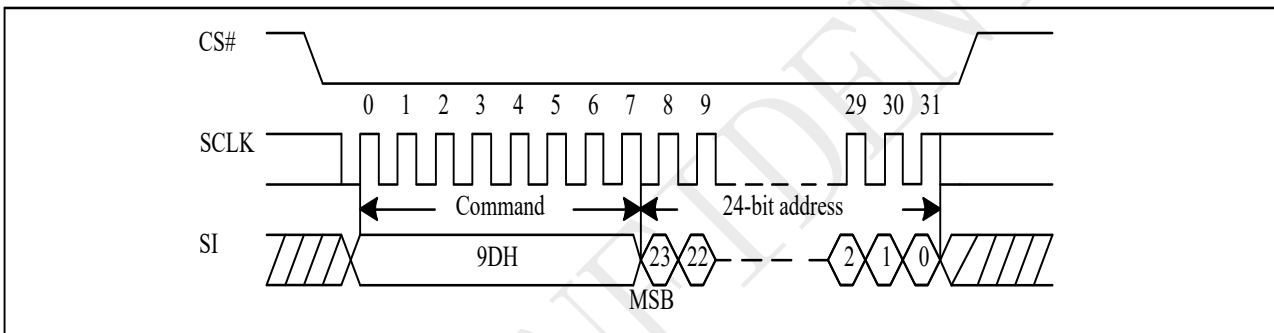 CS#
0 1 2 3 4 5 6 7 8 9 29 30 31
SCLK
Command 24-bit address
SI
9DH 23 22 2 1 0
MSB